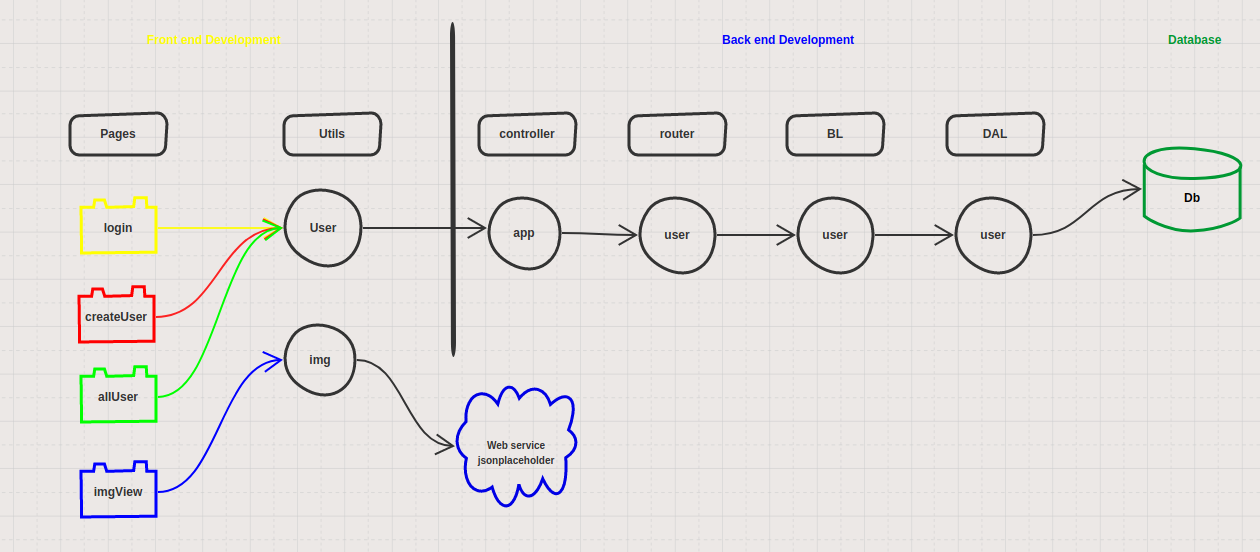 Front end Development
Back end Development
Database
Pages
Utils
controller
router
BL
DAL
Db
login
User
app
user
user
user
createUser
img
allUser
Web service
jsonplaceholder
imgView